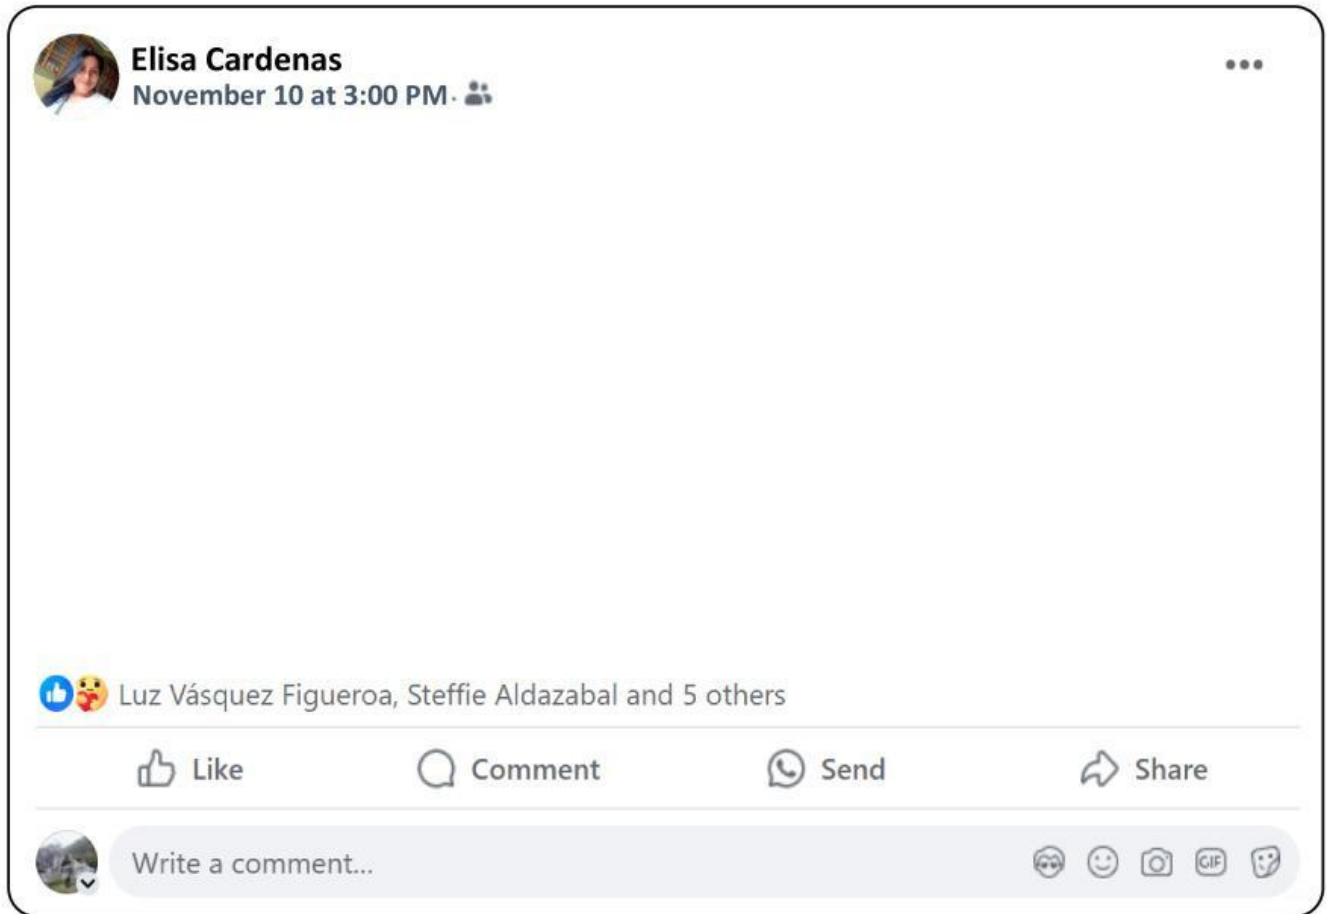 Elisa Cardenas
November 10 at 3:00 PM ·
Luz Vásquez Figueroa, Steffie Aldazabal and 5 others
Like Comment Send Share
Write a comment... GIF